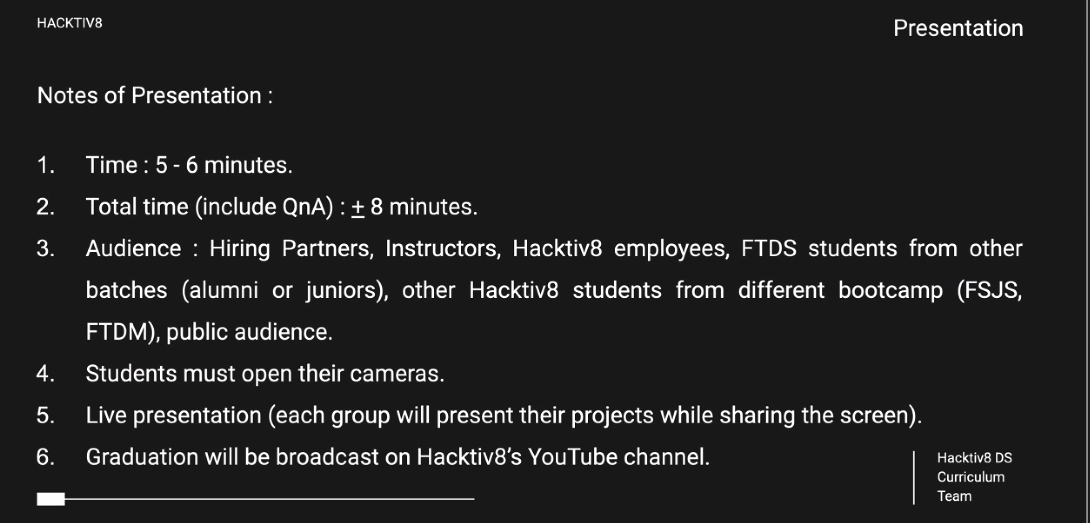 HACKTIV8
Presentation
Notes of Presentation :
1. Time : 5 - 6 minutes.
2. Total time (include QnA) : ± 8 minutes.
3. Audience : Hiring Partners, Instructors, Hacktiv8 employees, FTDS students from other
batches (alumni or juniors), other Hacktiv8 students from different bootcamp (FSJS,
FTDM), public audience.
4. Students must open their cameras.
5. Live presentation (each group will present their projects while sharing the screen).
6. Graduation will be broadcast on Hacktiv8’s YouTube channel.
Hacktiv8 DS
Curriculum
Team